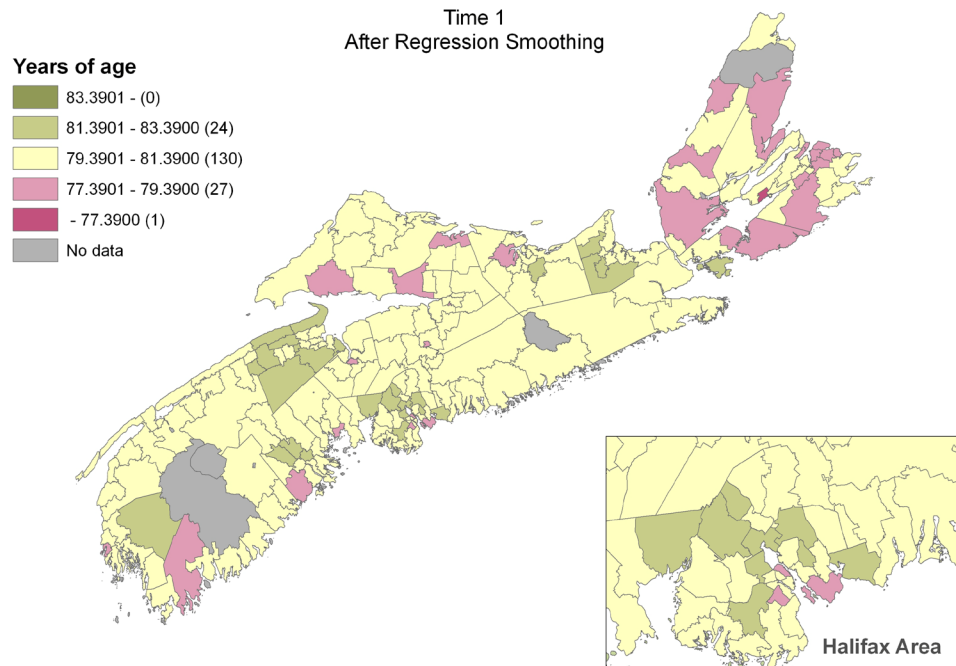 Time 1
After Regression Smoothing
Years of age
83.3901 - (0)
81.3901 - 83.3900 (24)
79.3901 - 81.3900 (130)
77.3901 - 79.3900 (27)
- 77.3900 (1)
No data
Halifax Area